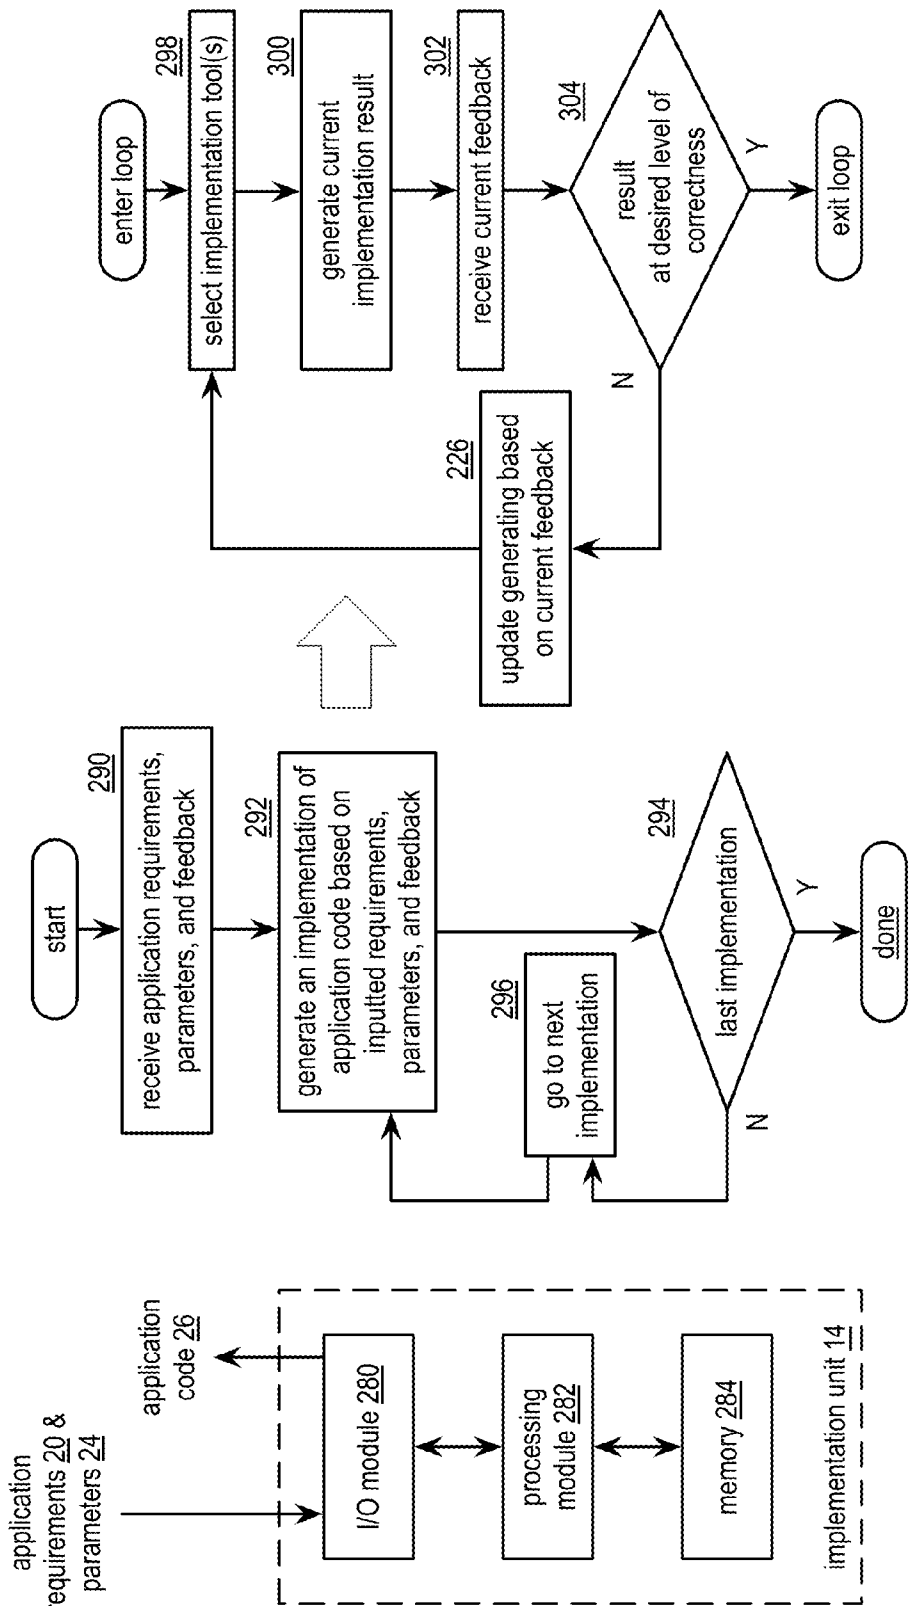 application
requirements 20 &
parameters 24
application
code 26
I/O module 280
processing
module 282
memory 284
implementation unit 14
start
290
receive application requirements,
parameters, and feedback
292
generate an implementation of
application code based on
inputted requirements,
parameters, and feedback
296
go to next
implementation
294
last implementation
N
Y
done
enter loop
298
select implementation tool(s)
300
generate current
implementation result
302
receive current feedback
304
result
at desired level of
correctness
N
Y
226
update generating based
on current feedback
exit loop